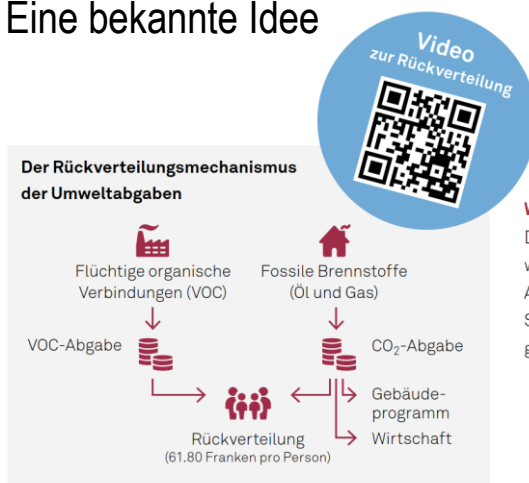 Eine bekannte Idee
Video
zur Rückverteilung
Der Rückverteilungsmechanismus
der Umweltabgaben
Flüchtige organische
Verbindungen (VOC)
Fossile Brennstoffe
(Öl und Gas)
VOC-Abgabe
CO₂-Abgabe
Gebäude-
programm
Wirtschaft
Rückverteilung
(61.80 Franken pro Person)